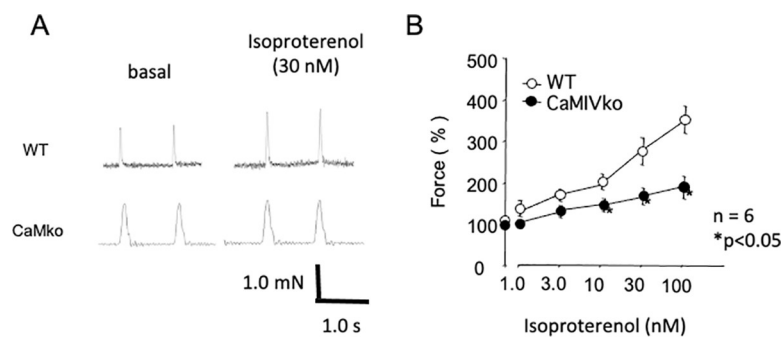 A
Isoproterenol
(30 nM)
basal
WT
CaMko
1.0 mN
1.0 s
B
500
400
300
200
100
0
Force ( % )
WT
CaMIVko
*
*
*
n = 6
*p<0.05
1.0 3.0 10 30 100
Isoproterenol (nM)